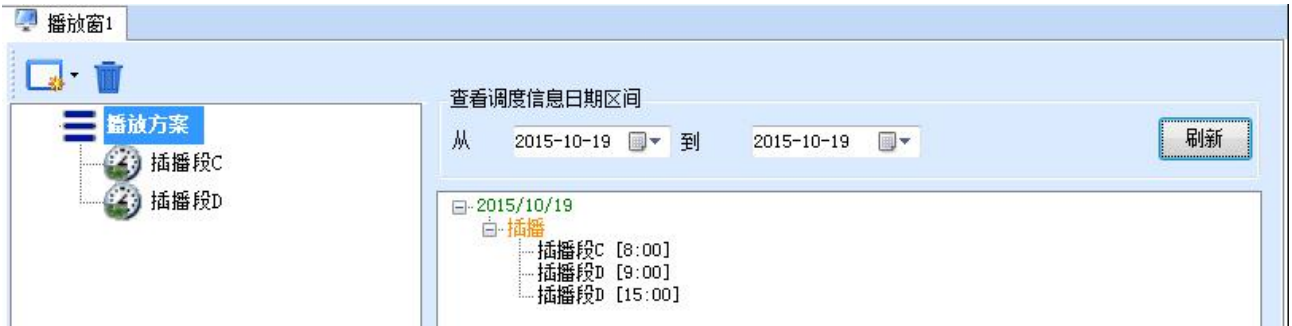 播放窗1
播放方案
插播段C
插播段D
查看调度信息日期区间
从 2015-10-19 到 2015-10-19 刷新
2015/10/19
插播
插播段C [8:00]
插播段D [9:00]
插播段D [15:00]